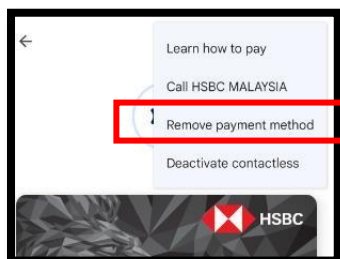 Learn how to pay
Call HSBC MALAYSIA
Remove payment method
Deactivate contactless
HSBC